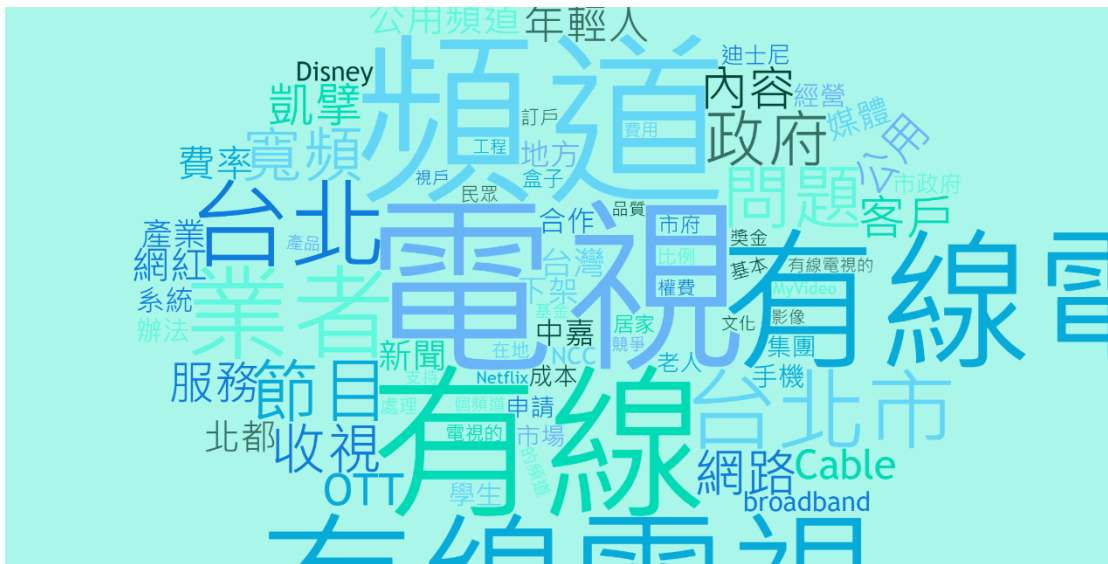 公用頻道
年輕人
頻道
迪士尼
Disney
內容
經營
凱擘
訂戶
費用
政府
媒體
公用
寬頻
工程
地方
費率
視戶
盒子
問題
市政府
台北
民眾
品質
客戶
合作
市府
獎金
產業
產品
電視
台灣
比例
基本
有線電視的
有線電
網紅
業者
下架
權費
MyVideo
系統
基金
文化
影像
辦法
中嘉
居家
新聞
在地
NCC
競爭
集團
老人
服務
節目
支持
Netflix
成本
手機
處理
個頻道
申請
有線
台北市
北都
收視
電視的
市場
的頻道
網路
Cable
OTT
學生
broadband
有線電視